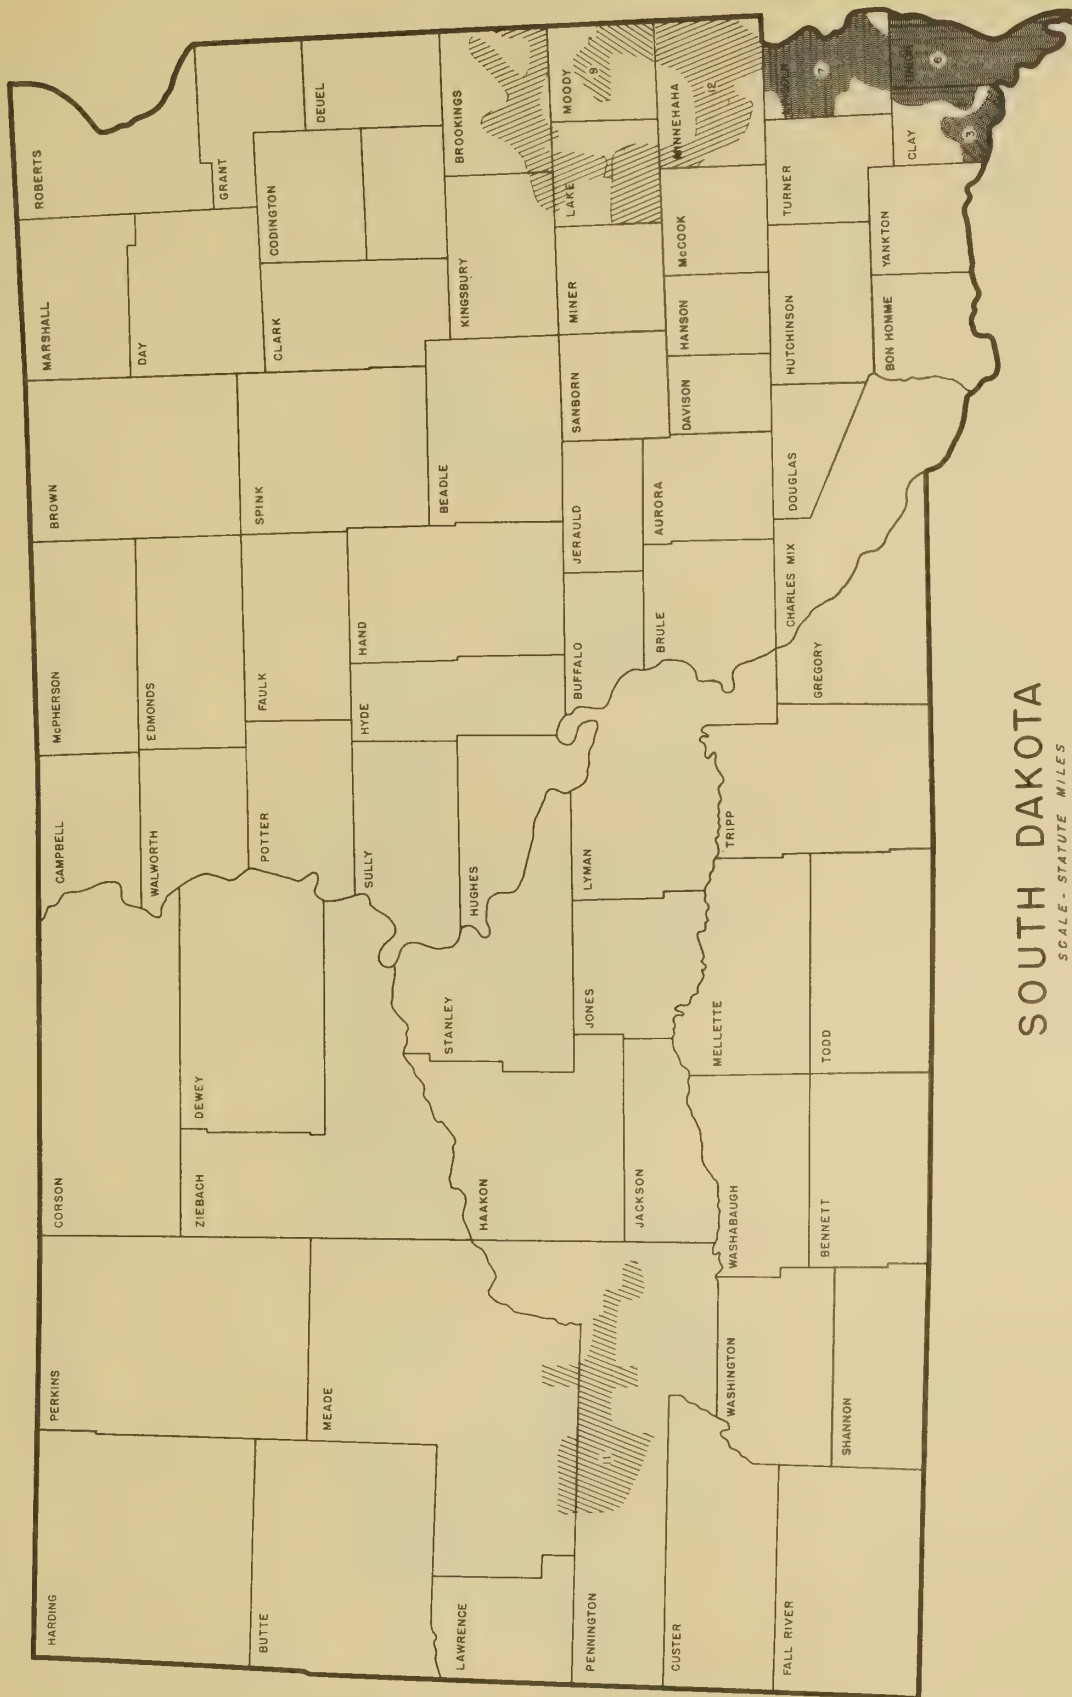 HARDING
PERKINS
CORSON
CAMPBELL
McPHERSON
BROWN
MARSHALL
ROBERTS
BUTTE
MEADE
ZIEBACH
DEWEY
WALWORTH
EDMONDS
DAY
GRANT
POTTER
FAULK
SPINK
CLARK
CODINGTON
DEUEL
LAWRENCE
HAAKON
STANLEY
SULLY
HUGHES
HYDE
HAND
BEADLE
KINGSBURY
BROOKINGS
PENNINGTON
11
JACKSON
JONES
LYMAN
BUFFALO
JERAULD
SANBORN
MINER
LAKE
MOODY
9
CUSTER
BRULE
AURORA
DAVISON
HANSON
McCOOK
MINNEHAHA
12
FALL RIVER
WASHINGTON
WASHABAUGH
MELLETTE
TRIPP
GREGORY
CHARLES MIX
DOUGLAS
HUTCHINSON
TURNER
LINCOLN
7
SHANNON
BENNETT
TODD
BON HOMME
YANKTON
CLAY
3
UNION
6
SOUTH DAKOTA
SCALE - STATUTE MILES